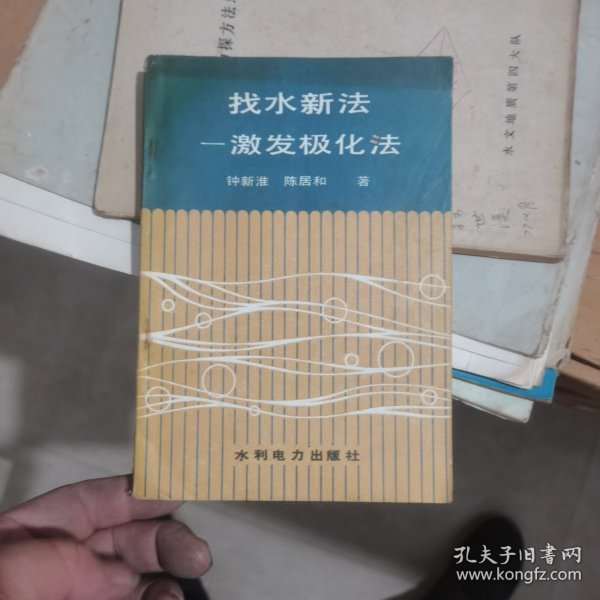 找水新法
—激发极化法
钟新淮 陈居和 著
水利电力出版社
水文地质第四大队
孔夫子旧书网
www.kongfz.com